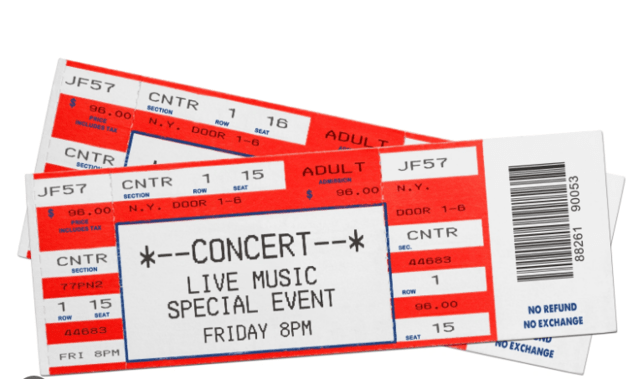 JF57
$ 96.00
PRICE
INCLUDES TAX
CNTR
CNTR 1 16
SECTION ROW SEAT
N.Y. DOOR 1-6
ADULT
JF57
$ 96.00
PRICE
INCLUDES TAX
CNTR
SECTION
77PN2
1 15
ROW SEAT
44683
FRI 8PM
CNTR 1 15
SECTION ROW SEAT
N.Y. DOOR 1-6
ADULT
ADMISSION
$ 96.00
*--CONCERT--*
LIVE MUSIC
SPECIAL EVENT
FRIDAY 8PM
JF57
N.Y.
DOOR 1-6
CNTR
SEC.
44683
1
ROW
96.00
SEAT 15
88261 90053
NO REFUND
NO EXCHANGE
NO EXCHANGE